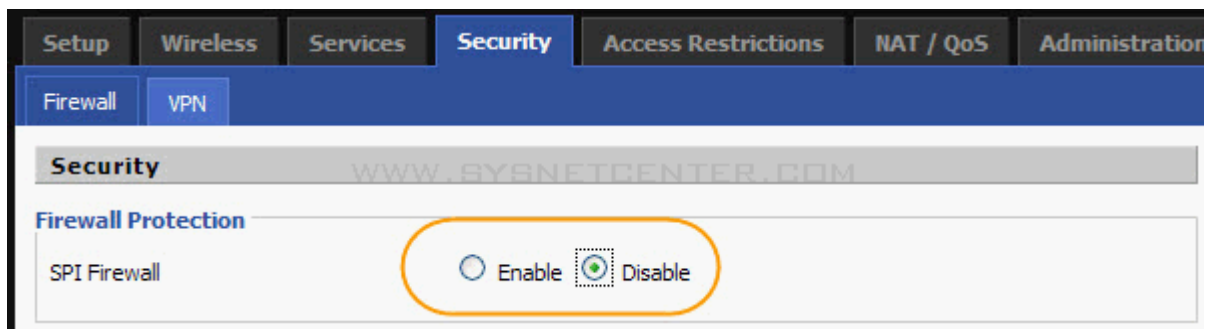 Setup Wireless Services Security Access Restrictions NAT / QoS Administration
Firewall VPN
Security
WWW.SYSNETCENTER.COM
Firewall Protection
SPI Firewall Enable Disable